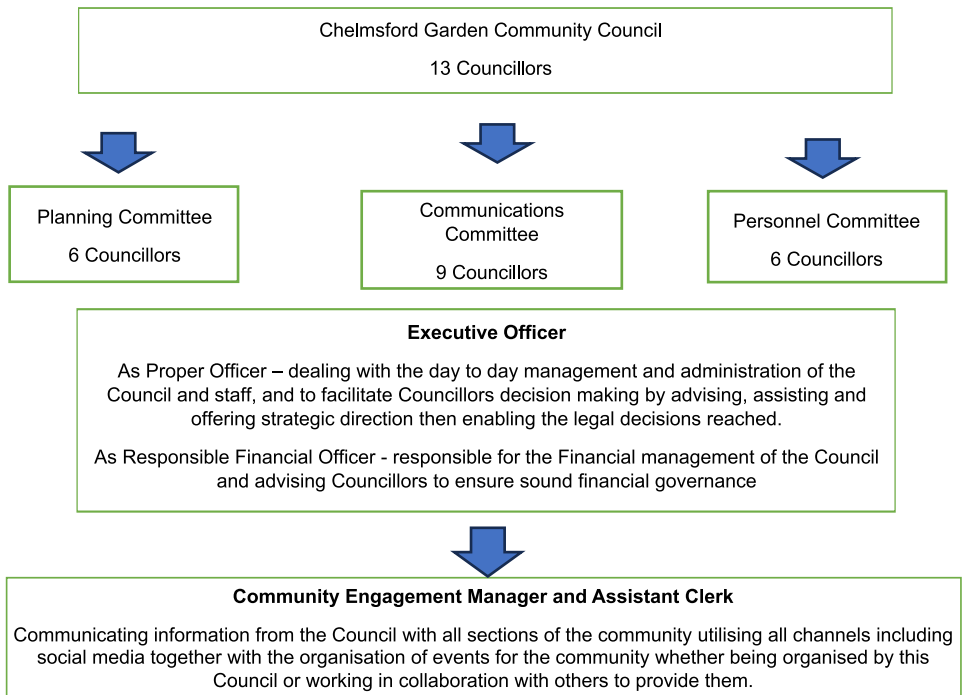 Chelmsford Garden Community Council
13 Councillors
Planning Committee
6 Councillors
Communications
Committee
9 Councillors
Personnel Committee
6 Councillors
Executive Officer
As Proper Officer – dealing with the day to day management and administration of the
Council and staff, and to facilitate Councillors decision making by advising, assisting and
offering strategic direction then enabling the legal decisions reached.
As Responsible Financial Officer - responsible for the Financial management of the Council
and advising Councillors to ensure sound financial governance
Community Engagement Manager and Assistant Clerk
Communicating information from the Council with all sections of the community utilising all channels including
social media together with the organisation of events for the community whether being organised by this
Council or working in collaboration with others to provide them.